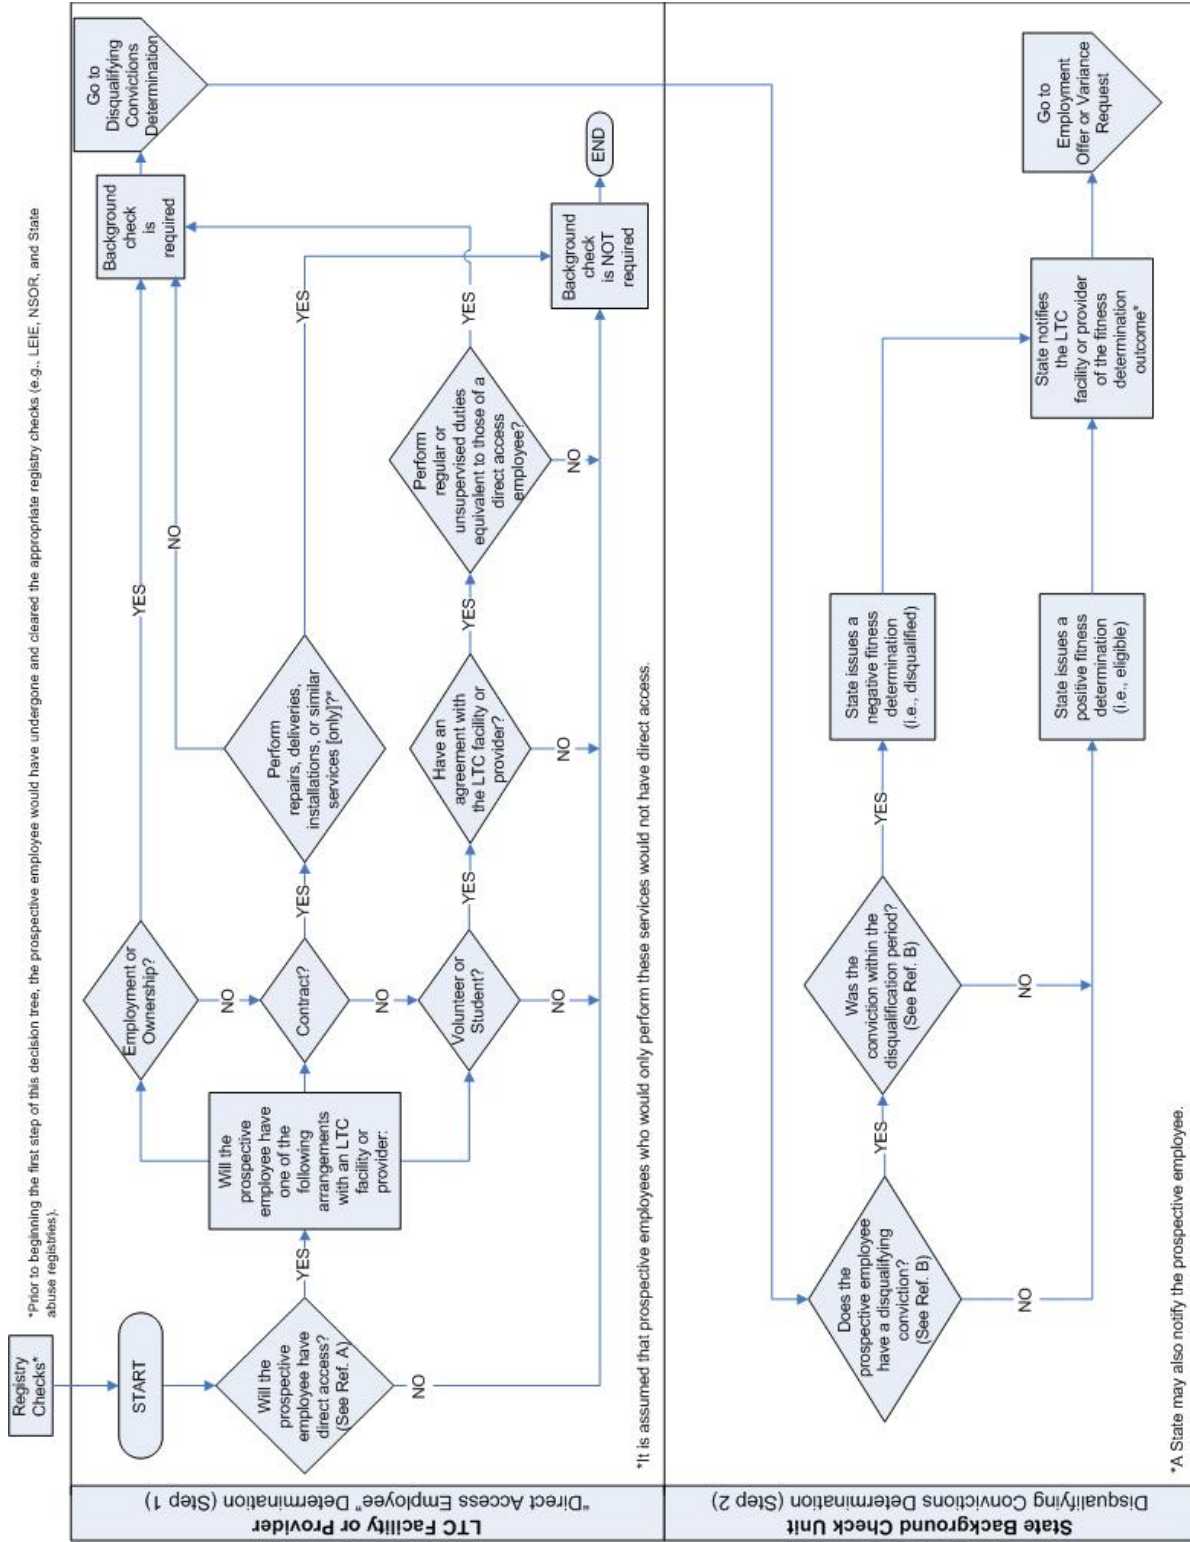 Registry
Checks*
*Prior to beginning the first step of this decision tree, the prospective employee would have undergone and cleared the appropriate registry checks (e.g., LEIE, NSOR, and State
abuse registries).
LTC Facility or Provider
"Direct Access Employee" Determination (Step 1)
START
Will the
prospective
employee have
direct access?
(See Ref. A)
YES
NO
Will the
prospective
employee have
one of the
following
arrangements
with an LTC
facility or
provider:
Employment or
Ownership?
YES
NO
Contract?
YES
NO
Volunteer or
Student?
YES
NO
Perform
repairs, deliveries,
installations, or similar
services [only]?*
NO
YES
Have an
agreement with
the LTC facility or
provider?
YES
NO
Perform
regular or
unsupervised duties
equivalent to those of a
direct access
employee?
YES
NO
Background
check
is
required
Go to
Disqualifying
Convictions
Determination
Background
check
is NOT
required
END
*It is assumed that prospective employees who would only perform these services would not have direct access.
State Background Check Unit
Disqualifying Convictions Determination (Step 2)
Does the
prospective employee
have a disqualifying
conviction?
(See Ref. B)
YES
NO
Was the
conviction within the
disqualification period?
(See Ref. B)
YES
NO
State issues a
negative fitness
determination
(i.e., disqualified)
State issues a
positive fitness
determination
(i.e., eligible)
State notifies
the LTC
facility or provider
of the fitness
determination
outcome*
Go to
Employment
Offer or Variance
Request
*A State may also notify the prospective employee.